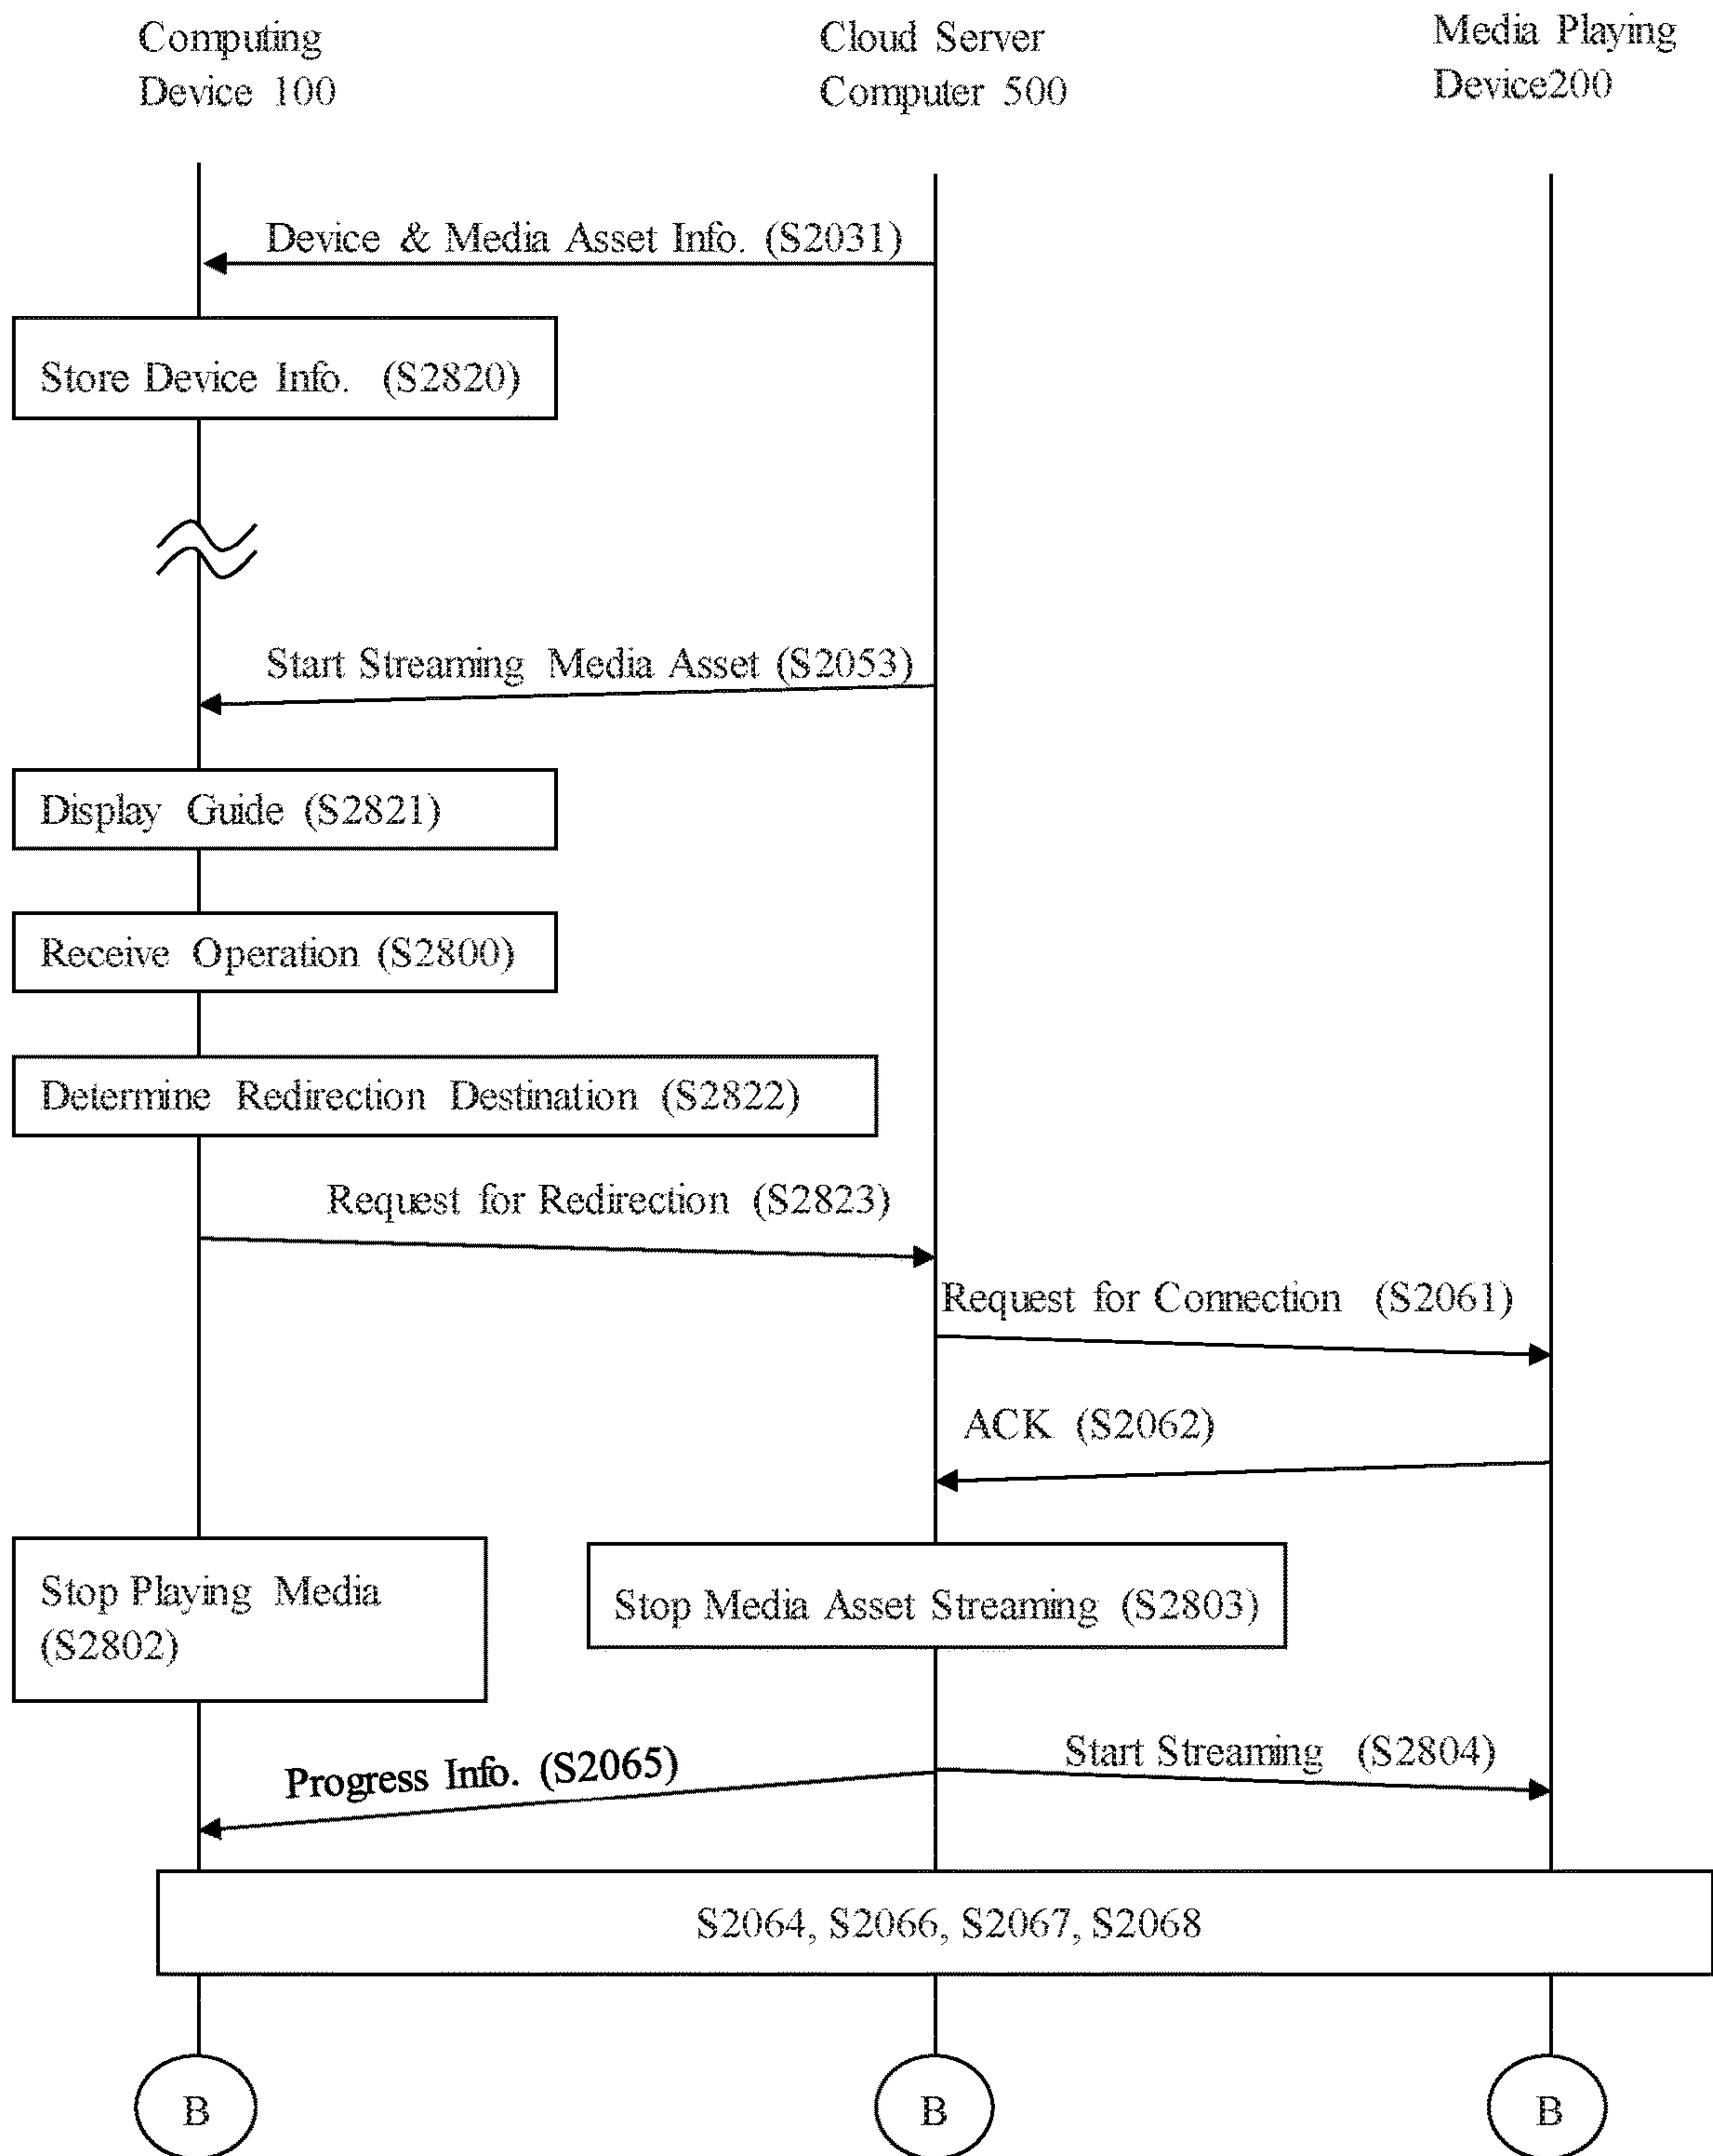 Computing
Device 100
Cloud Server
Computer 500
Media Playing
Device200
Device & Media Asset Info. (S2031)
Store Device Info. (S2820)
Start Streaming Media Asset (S2053)
Display Guide (S2821)
Receive Operation (S2800)
Determine Redirection Destination (S2822)
Request for Redirection (S2823)
Request for Connection (S2061)
ACK (S2062)
Stop Playing Media
(S2802)
Stop Media Asset Streaming (S2803)
Progress Info. (S2065)
Start Streaming (S2804)
S2064, S2066, S2067, S2068
B
B
B